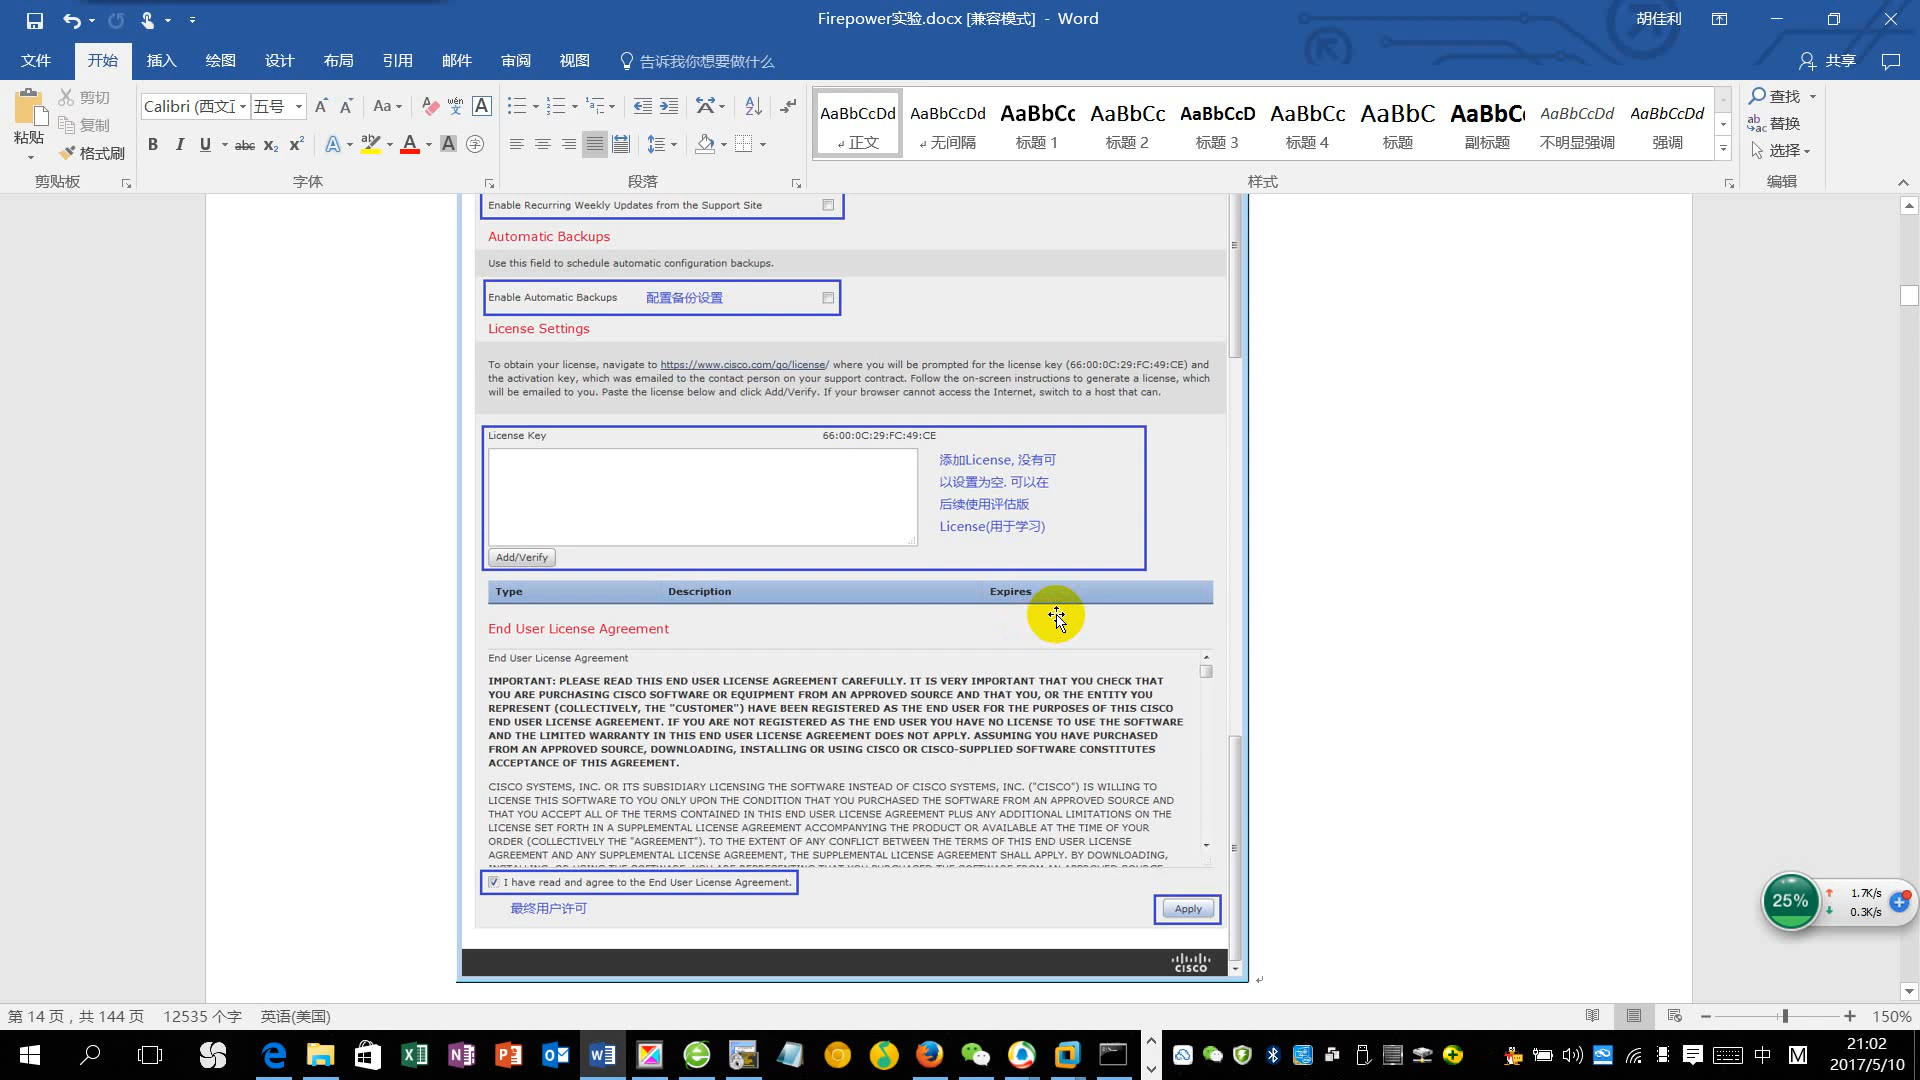 Firepower实验.docx [兼容模式] - Word
胡佳利
文件 开始 插入 绘图 设计 布局 引用 邮件 审阅 视图 告诉我你想要做什么 共享
粘贴 剪切 复制 格式刷
Calibri (西文正 五号
AaBbCcDd AaBbCcDd AaBbCc AaBbCc AaBbCcD AaBbCc AaBbC AaBbCc AaBbCcDd AaBbCcDd
正文 无间隔 标题 1 标题 2 标题 3 标题 4 标题 副标题 不明显强调 强调
查找 替换 选择
剪贴板 字体 段落 样式 编辑
Enable Recurring Weekly Updates from the Support Site
Automatic Backups
Use this field to schedule automatic configuration backups.
Enable Automatic Backups 配置备份设置
License Settings
To obtain your license, navigate to https://www.cisco.com/go/license/ where you will be prompted for the license key (66:00:0C:29:FC:49:CE) and
the activation key, which was emailed to the contact person on your support contract. Follow the on-screen instructions to generate a license, which
will be emailed to you. Paste the license below and click Add/Verify. If your browser cannot access the Internet, switch to a host that can.
License Key 66:00:0C:29:FC:49:CE
添加License, 没有可
以设置为空. 可以在
后续使用评估版
License(用于学习)
Add/Verify
Type Description Expires
End User License Agreement
End User License Agreement
IMPORTANT: PLEASE READ THIS END USER LICENSE AGREEMENT CAREFULLY. IT IS VERY IMPORTANT THAT YOU CHECK THAT
YOU ARE PURCHASING CISCO SOFTWARE OR EQUIPMENT FROM AN APPROVED SOURCE AND THAT YOU, OR THE ENTITY YOU
REPRESENT (COLLECTIVELY, THE "CUSTOMER") HAVE BEEN REGISTERED AS THE END USER FOR THE PURPOSES OF THIS CISCO
END USER LICENSE AGREEMENT. IF YOU ARE NOT REGISTERED AS THE END USER YOU HAVE NO LICENSE TO USE THE SOFTWARE
AND THE LIMITED WARRANTY IN THIS END USER LICENSE AGREEMENT DOES NOT APPLY. ASSUMING YOU HAVE PURCHASED
FROM AN APPROVED SOURCE, DOWNLOADING, INSTALLING OR USING CISCO OR CISCO-SUPPLIED SOFTWARE CONSTITUTES
ACCEPTANCE OF THIS AGREEMENT.
CISCO SYSTEMS, INC. OR ITS SUBSIDIARY LICENSING THE SOFTWARE INSTEAD OF CISCO SYSTEMS, INC. ("CISCO") IS WILLING TO
LICENSE THIS SOFTWARE TO YOU ONLY UPON THE CONDITION THAT YOU PURCHASED THE SOFTWARE FROM AN APPROVED SOURCE AND
THAT YOU ACCEPT ALL OF THE TERMS CONTAINED IN THIS END USER LICENSE AGREEMENT PLUS ANY ADDITIONAL LIMITATIONS ON THE
LICENSE SET FORTH IN A SUPPLEMENTAL LICENSE AGREEMENT ACCOMPANYING THE PRODUCT OR AVAILABLE AT THE TIME OF YOUR
ORDER (COLLECTIVELY THE "AGREEMENT"). TO THE EXTENT OF ANY CONFLICT BETWEEN THE TERMS OF THIS END USER LICENSE
AGREEMENT AND ANY SUPPLEMENTAL LICENSE AGREEMENT, THE SUPPLEMENTAL LICENSE AGREEMENT SHALL APPLY. BY DOWNLOADING,
I have read and agree to the End User License Agreement.
最终用户许可
Apply
CISCO
25% 1.7K/s
0.3K/s
第 14 页，共 144 页 12535 个字 英语(美国) 150%
中 M
21:02
2017/5/10